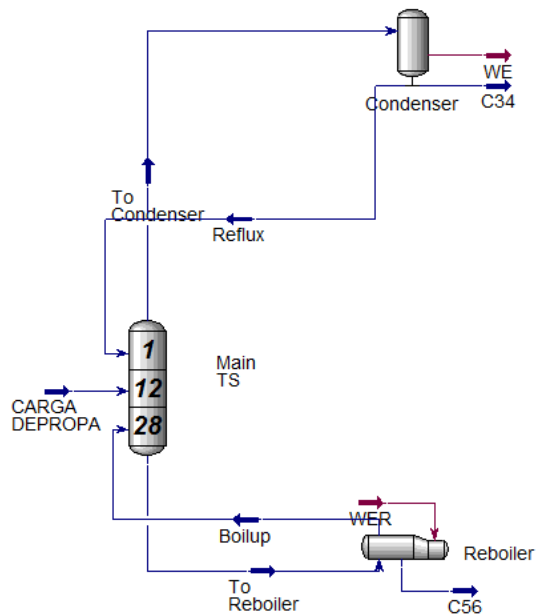 WE
C34
Condenser
To
Condenser
Reflux
1
Main
TS
12
CARGA
DEPROPA
28
WER
Boilup
Reboiler
To
Reboiler
C56